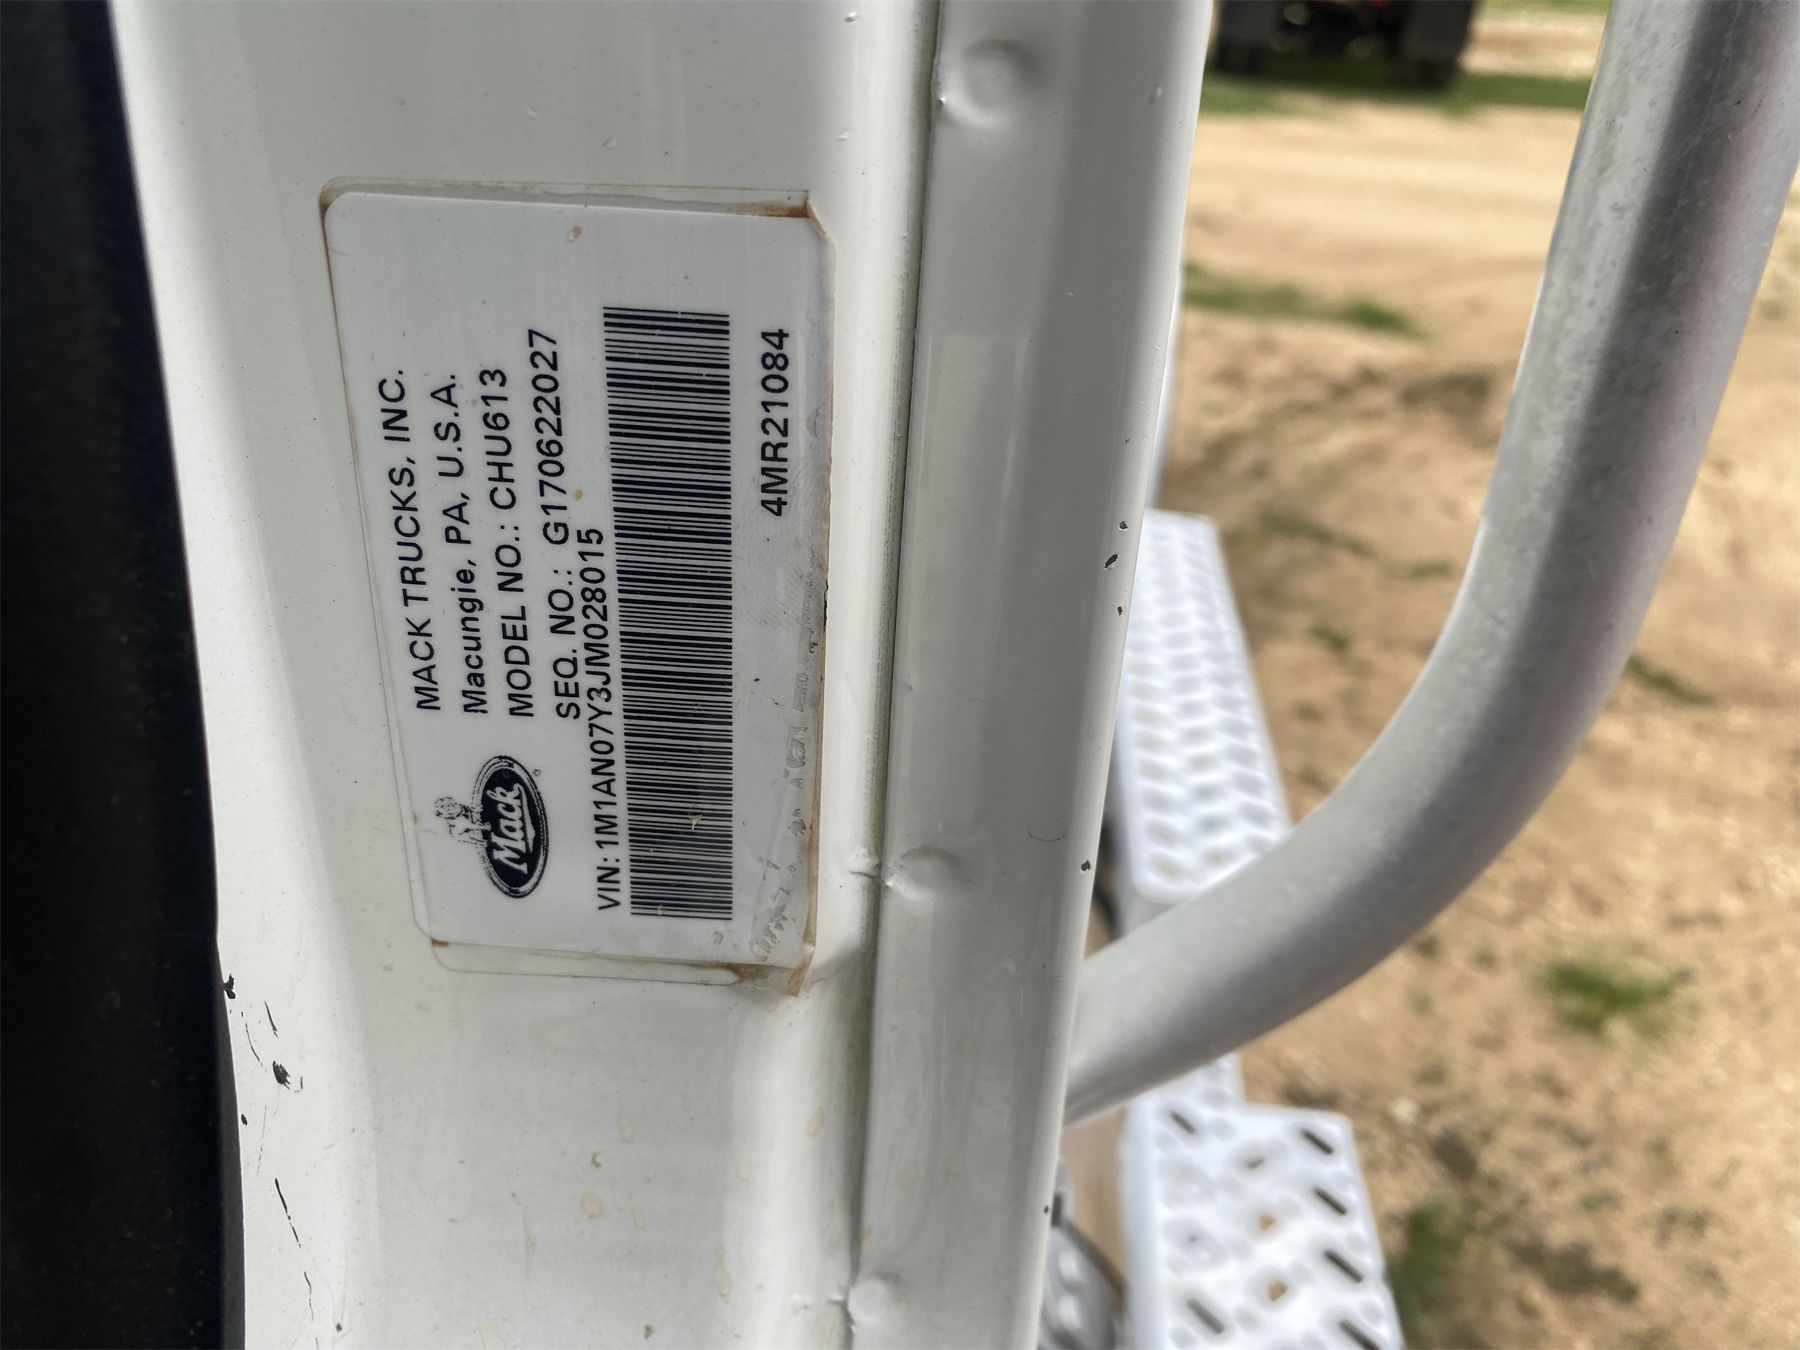 MACK TRUCKS, INC.
Macungie, PA, U.S.A.
MODEL NO.: CHU613
SEQ. NO.: G170622027
Mack
VIN: 1M1AN07Y3JM028015
4MR21084